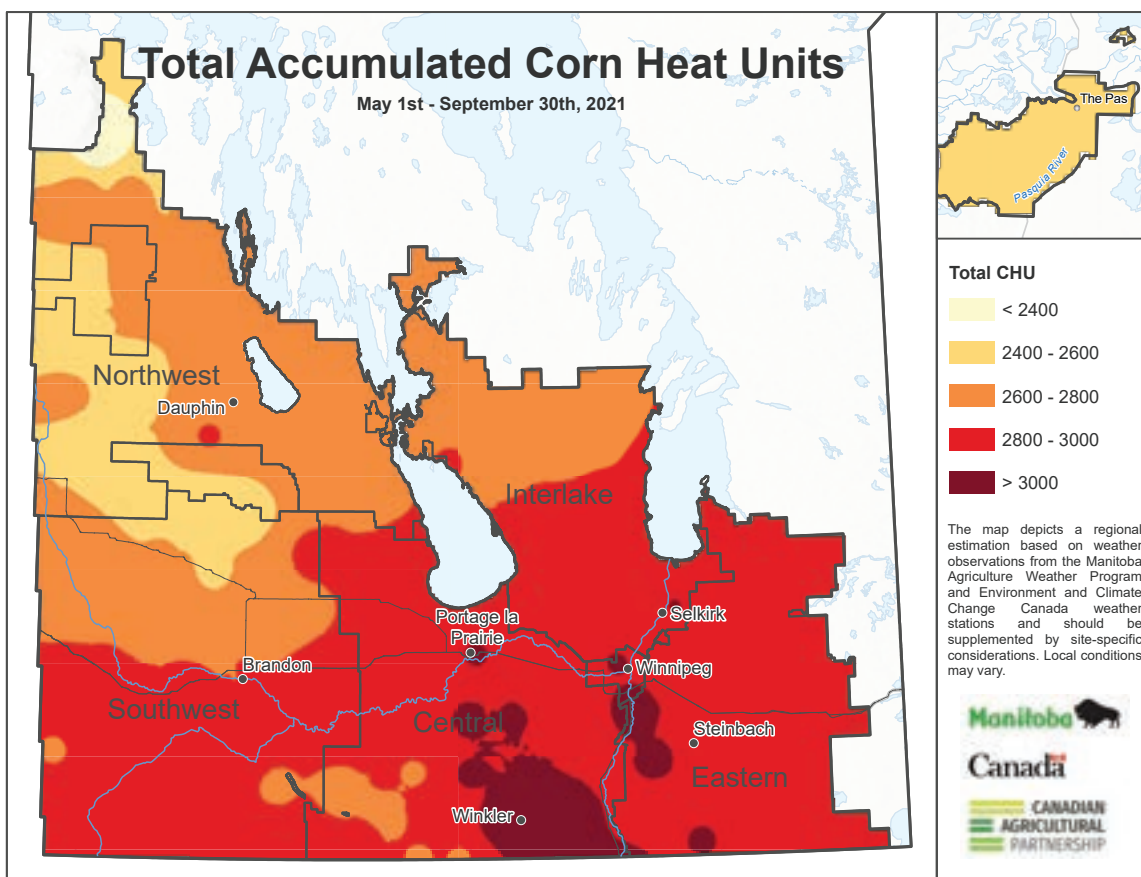 Total Accumulated Corn Heat Units
May 1st - September 30th, 2021
The Pas
Pasquia River
Northwest
Dauphin
Interlake
Portage la
Prairie
Selkirk
Brandon
Winnipeg
Southwest
Central
Steinbach
Eastern
Winkler
Total CHU
< 2400
2400 - 2600
2600 - 2800
2800 - 3000
> 3000
The map depicts a regional
estimation based on weather
observations from the Manitoba
Agriculture Weather Program
and Environment and Climate
Change Canada weather
stations and should be
supplemented by site-specific
considerations. Local conditions
may vary.
Manitoba
Canada
CANADIAN
AGRICULTURAL
PARTNERSHIP